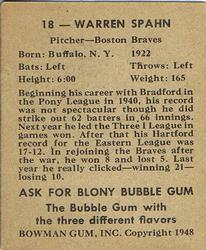 18 — WARREN SPAHN
Pitcher—Boston Braves
Born: Buffalo, N. Y. 1922
Bats: Left Throws: Left
Height: 6:00 Weight: 165
Beginning his career with Bradford in
the Pony League in 1940, his record
was not spectacular though he did
strike out 62 batters in 66 innings.
Next year he led the Three I League in
games won. After that his Hartford
record for the Eastern League was
17-12. In rejoining the Braves after
the war, he won 8 and lost 5. Last
year he really clicked—winning 21—
losing 10.
ASK FOR BLONY BUBBLE GUM
The Bubble Gum with
the three different flavors
BOWMAN GUM, INC. Copyright 1948